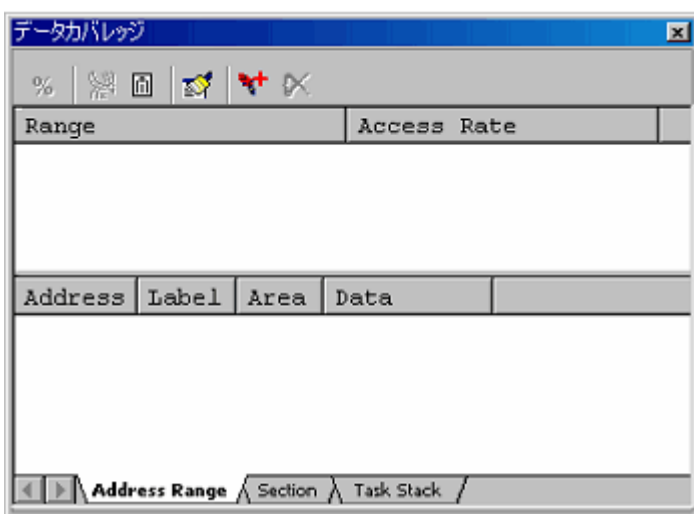 データカバレッジ
%
Range Access Rate
Address Label Area Data
Address Range Section Task Stack